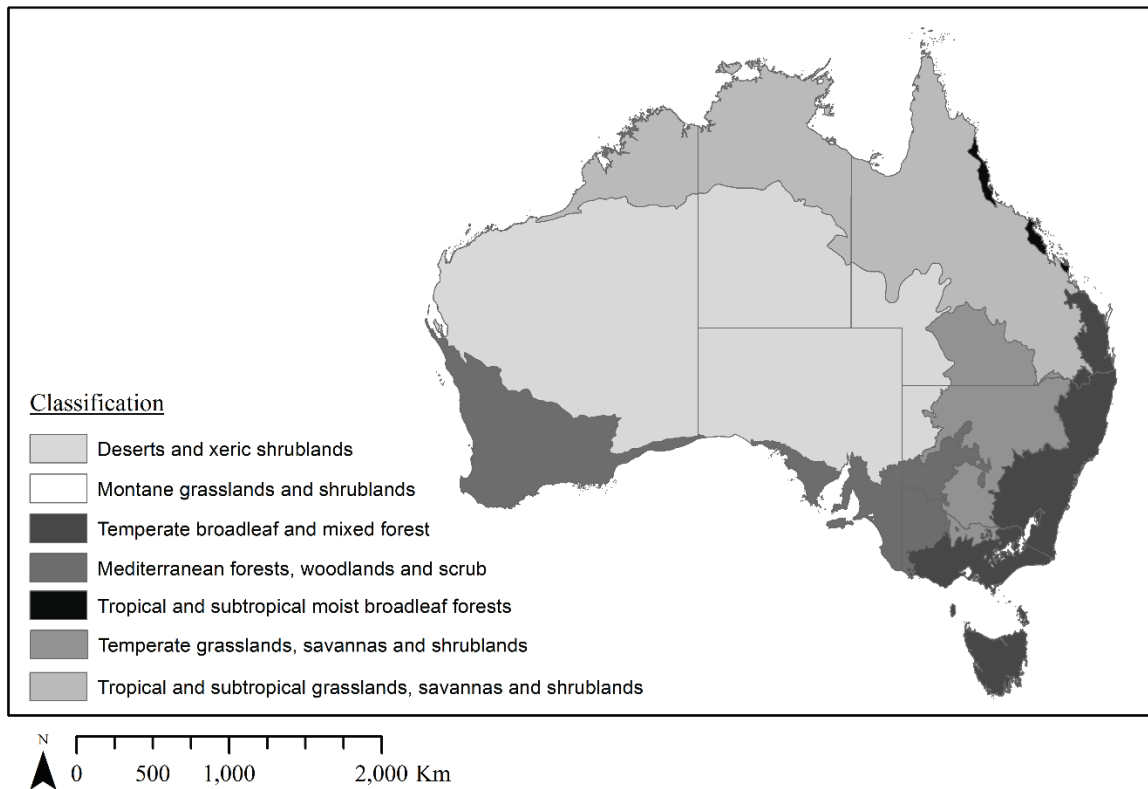 Classification
Deserts and xeric shrublands
Montane grasslands and shrublands
Temperate broadleaf and mixed forest
Mediterranean forests, woodlands and scrub
Tropical and subtropical moist broadleaf forests
Temperate grasslands, savannas and shrublands
Tropical and subtropical grasslands, savannas and shrublands
N
0 500 1,000 2,000 Km